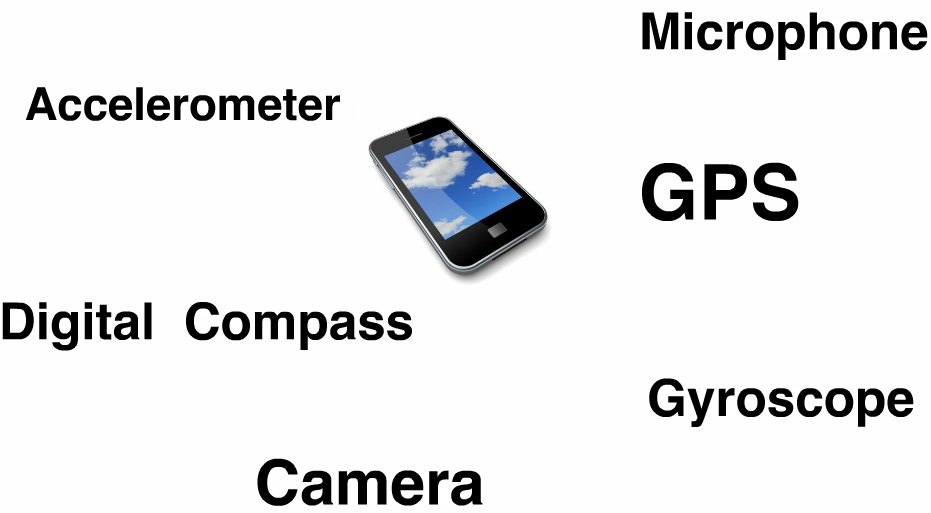 Microphone
Accelerometer
GPS
Digital Compass
Gyroscope
Camera